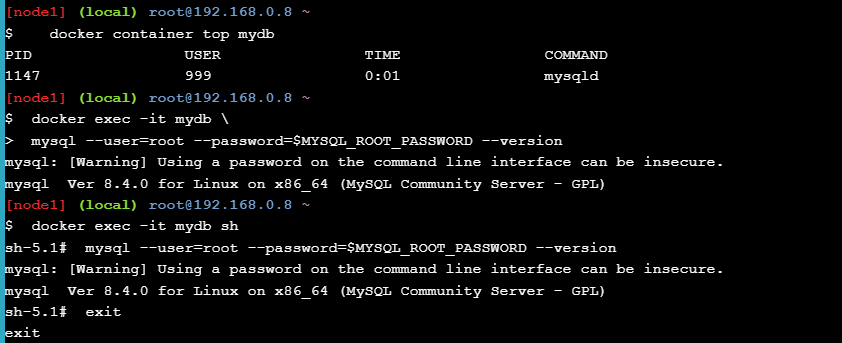 [node1] (local) root@192.168.0.8 ~
$    docker container top mydb
PID                 USER                TIME                COMMAND
1147                999                 0:01                mysqld
[node1] (local) root@192.168.0.8 ~
$  docker exec -it mydb \
>  mysql --user=root --password=$MYSQL_ROOT_PASSWORD --version
mysql: [Warning] Using a password on the command line interface can be insecure.
mysql  Ver 8.4.0 for Linux on x86_64 (MySQL Community Server - GPL)
[node1] (local) root@192.168.0.8 ~
$  docker exec -it mydb sh
sh-5.1#  mysql --user=root --password=$MYSQL_ROOT_PASSWORD --version
mysql: [Warning] Using a password on the command line interface can be insecure.
mysql  Ver 8.4.0 for Linux on x86_64 (MySQL Community Server - GPL)
sh-5.1#  exit
exit